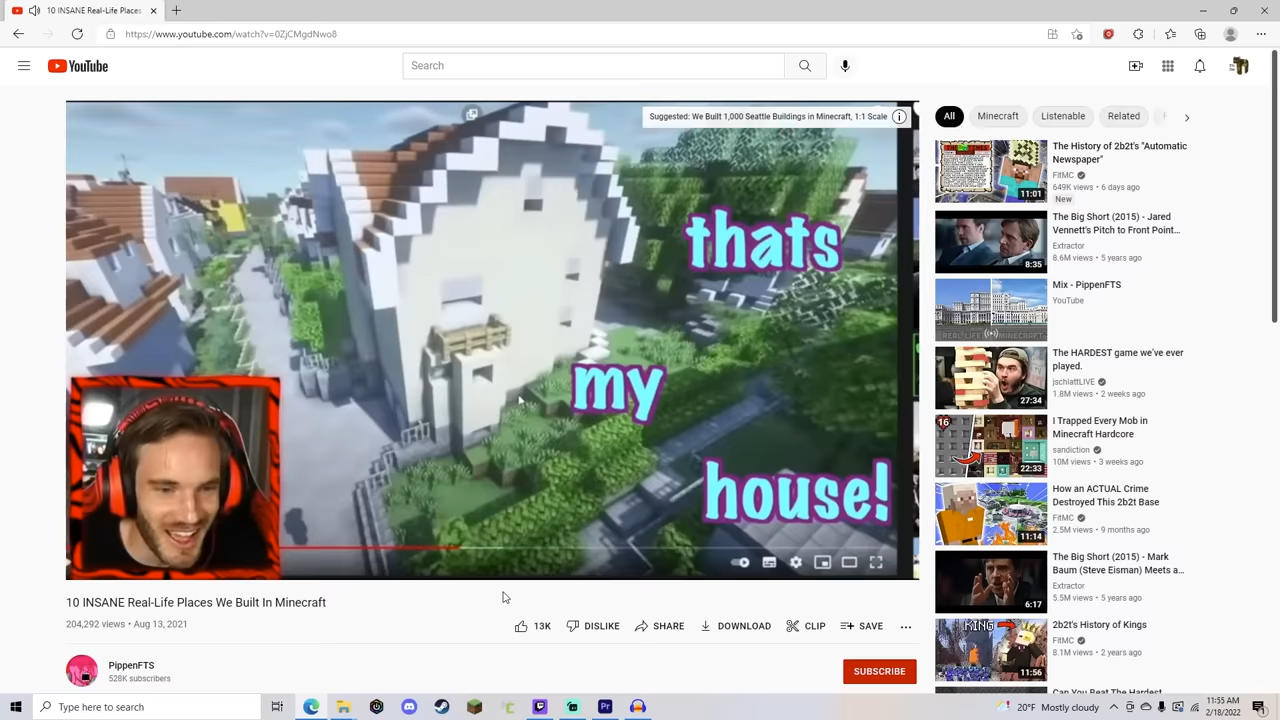 10 INSANE Real-Life Places
https://www.youtube.com/watch?v=0ZjCMgdNwo8
YouTube
Search
Suggested: We Built 1,000 Seattle Buildings in Minecraft, 1:1 Scale
thats
my
house!
10 INSANE Real-Life Places We Built In Minecraft
204,292 views • Aug 13, 2021
13K
DISLIKE
SHARE
DOWNLOAD
CLIP
SAVE
PippenFTS
528K subscribers
SUBSCRIBE
All
Minecraft
Listenable
Related
11:01
The History of 2b2t's "Automatic
Newspaper"
FitMC
649K views • 6 days ago
New
8:35
The Big Short (2015) - Jared
Vennett's Pitch to Front Point…
Extractor
8.6M views • 5 years ago
Mix - PippenFTS
YouTube
27:34
The HARDEST game we've ever
played.
jschlattLIVE
1.8M views • 2 weeks ago
16
22:33
I Trapped Every Mob in
Minecraft Hardcore
sandiction
10M views • 3 weeks ago
11:14
How an ACTUAL Crime
Destroyed This 2b2t Base
FitMC
2.5M views • 9 months ago
6:17
The Big Short (2015) - Mark
Baum (Steve Eisman) Meets a…
Extractor
5.5M views • 5 years ago
KING
11:56
2b2t's History of Kings
FitMC
8.1M views • 2 years ago
Can You Beat The Hardest
Type here to search
Pr
20°F Mostly cloudy
11:55 AM
2/18/2022